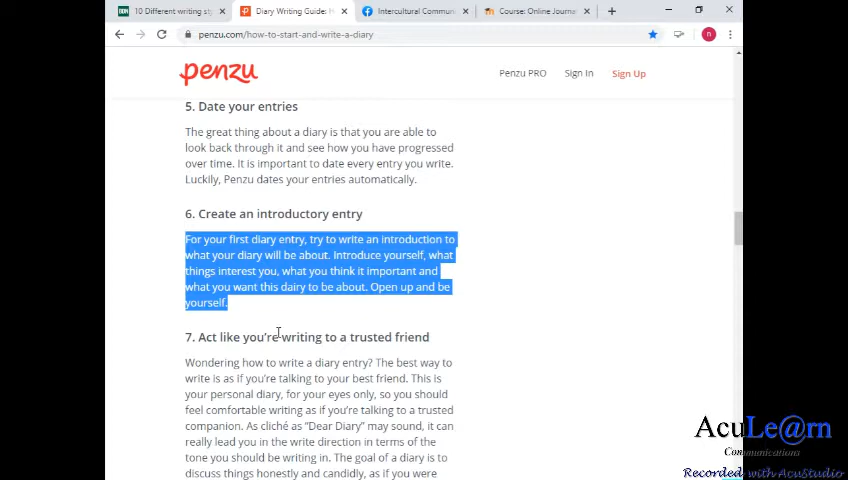 10 Different writing sty
Diary Writing Guide: H
Intercultural Communi
Course: Online Journal
penzu.com/how-to-start-and-write-a-diary
penzu
Penzu PRO
Sign In
Sign Up
5. Date your entries
The great thing about a diary is that you are able to
look back through it and see how you have progressed
over time. It is important to date every entry you write.
Luckily, Penzu dates your entries automatically.
6. Create an introductory entry
For your first diary entry, try to write an introduction to
what your diary will be about. Introduce yourself, what
things interest you, what you think it important and
what you want this dairy to be about. Open up and be
yourself.
7. Act like you're writing to a trusted friend
Wondering how to write a diary entry? The best way to
write is as if you're talking to your best friend. This is
your personal diary, for your eyes only, so you should
feel comfortable writing as if you're talking to a trusted
companion. As cliché as “Dear Diary” may sound, it can
really lead you in the write direction in terms of the
tone you should be writing in. The goal of a diary is to
discuss things honestly and candidly, as if you were
AcuLe@rn
Communications
Recorded with AcuStudio